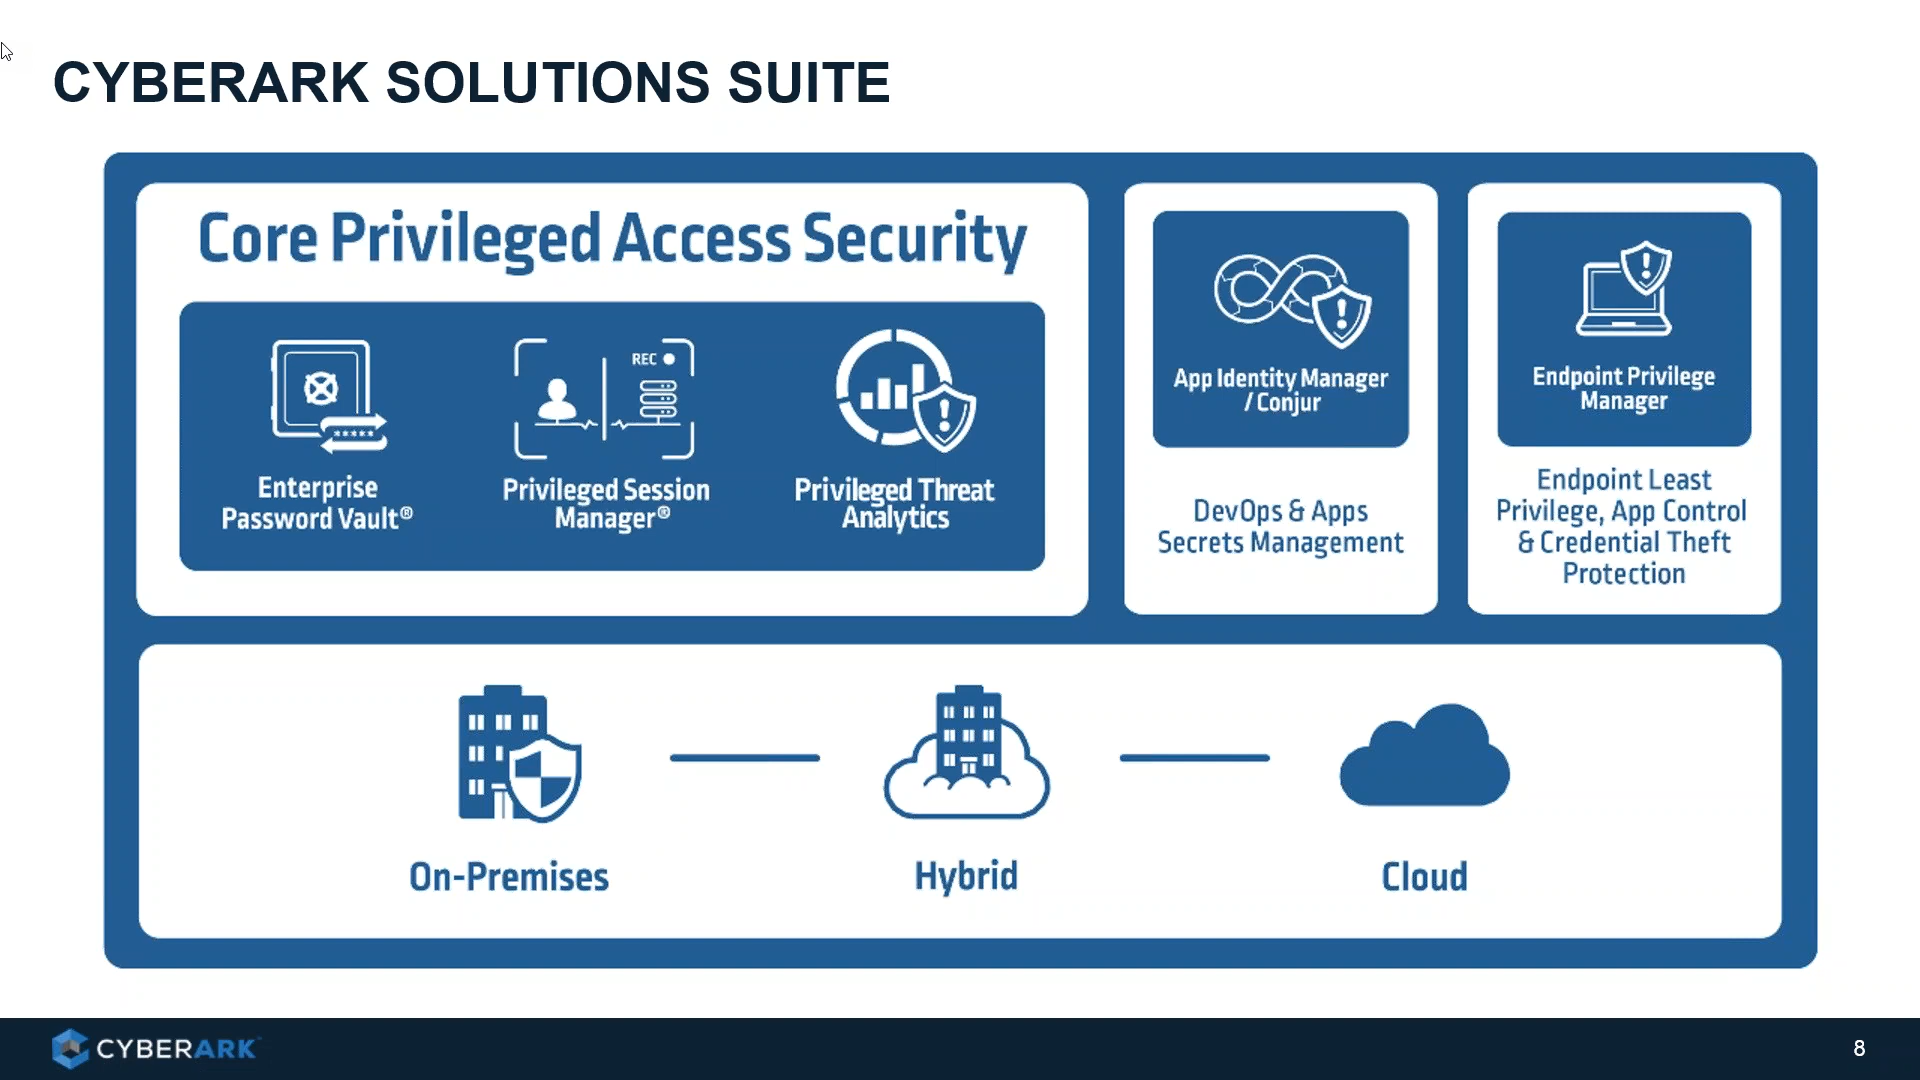 CYBERARK SOLUTIONS SUITE
Core Privileged Access Security
REC
*****
Enterprise
Password Vault®
Privileged Session
Manager®
Privileged Threat
Analytics
App Identity Manager
/ Conjur
DevOps & Apps
Secrets Management
Endpoint Privilege
Manager
Endpoint Least
Privilege, App Control
& Credential Theft
Protection
On-Premises
Hybrid
Cloud
CYBERARK
8